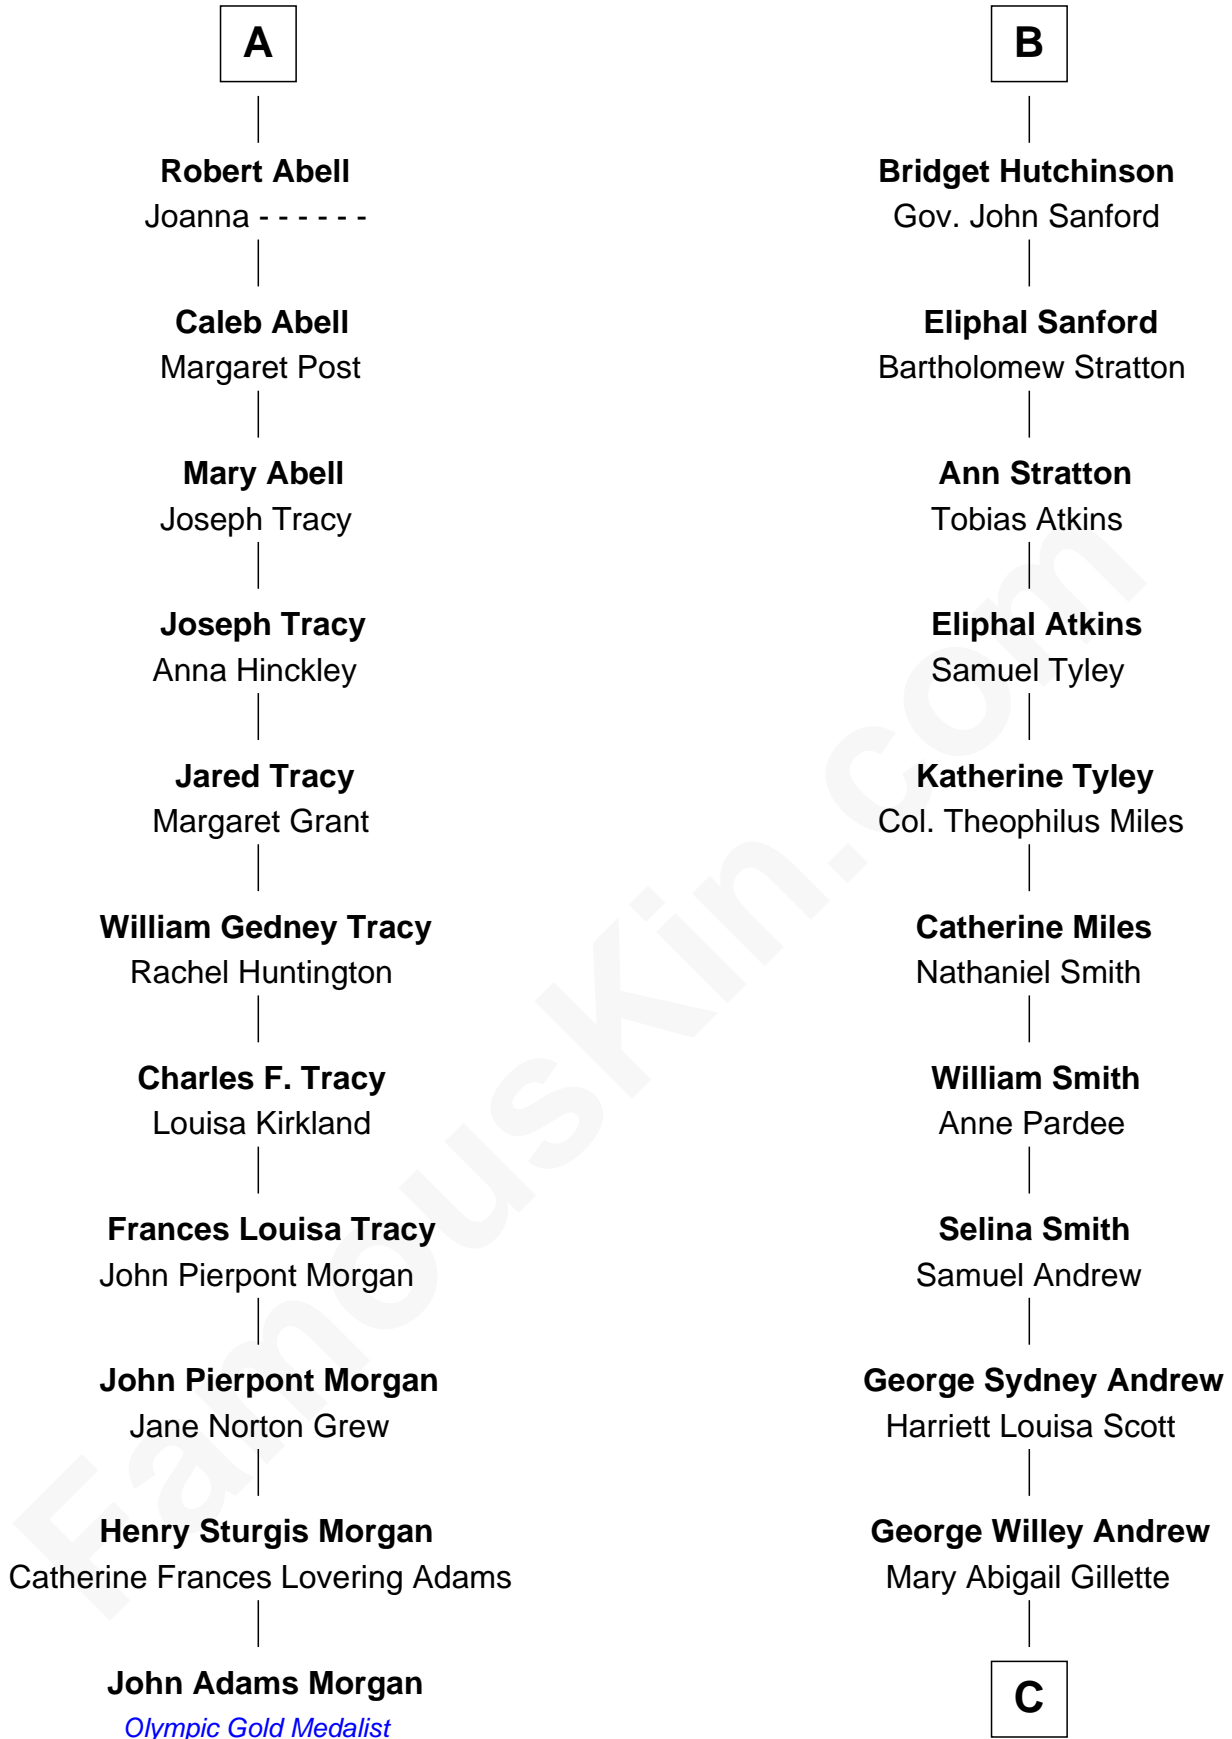 A
Robert Abell
Joanna - - - - - -
Caleb Abell
Margaret Post
Mary Abell
Joseph Tracy
Joseph Tracy
Anna Hinckley
Jared Tracy
Margaret Grant
William Gedney Tracy
Rachel Huntington
Charles F. Tracy
Louisa Kirkland
Frances Louisa Tracy
John Pierpont Morgan
John Pierpont Morgan
Jane Norton Grew
Henry Sturgis Morgan
Catherine Frances Lovering Adams
John Adams Morgan
Olympic Gold Medalist
B
Bridget Hutchinson
Gov. John Sanford
Eliphal Sanford
Bartholomew Stratton
Ann Stratton
Tobias Atkins
Eliphal Atkins
Samuel Tyley
Katherine Tyley
Col. Theophilus Miles
Catherine Miles
Nathaniel Smith
William Smith
Anne Pardee
Selina Smith
Samuel Andrew
George Sydney Andrew
Harriett Louisa Scott
George Willey Andrew
Mary Abigail Gillette
C
FamousKin.com